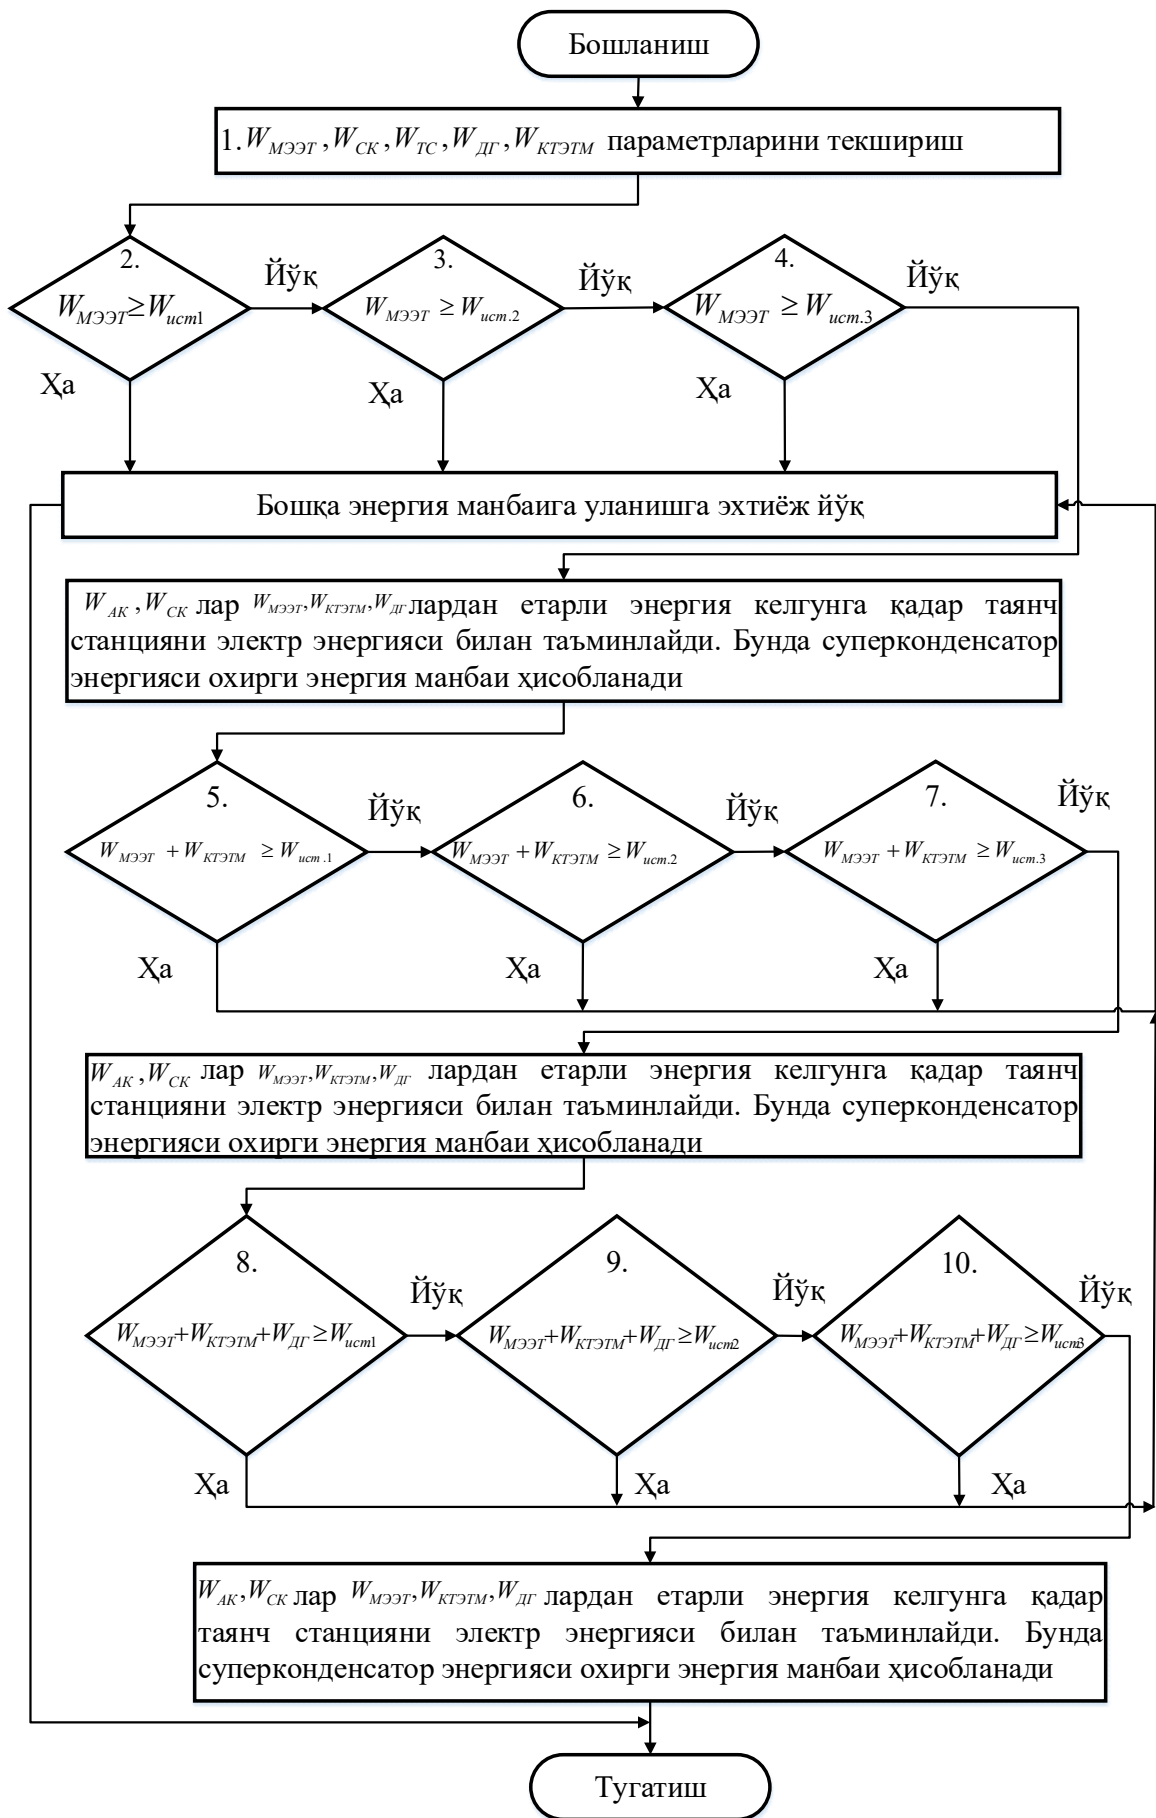 Бошланиш
1. W_МЭЭТ, W_СК, W_ТС, W_ДГ, W_КТЭТМ параметрларини текшириш
2.
W_МЭЭТ ≥ W_ист1
Йўқ
Ҳа
3.
W_МЭЭТ ≥ W_ист.2
Йўқ
Ҳа
4.
W_МЭЭТ ≥ W_ист.3
Йўқ
Ҳа
Бошқа энергия манбаига уланишга эхтиёж йўқ
W_АК, W_СК лар W_МЭЭТ, W_КТЭТМ, W_ДГ лардан етарли энергия келгунга қадар таянч
станцияни электр энергияси билан таъминлайди. Бунда суперконденсатор
энергияси охирги энергия манбаи ҳисобланади
5.
W_МЭЭТ + W_КТЭТМ ≥ W_ист.1
Йўқ
Ҳа
6.
W_МЭЭТ + W_КТЭТМ ≥ W_ист.2
Йўқ
Ҳа
7.
W_МЭЭТ + W_КТЭТМ ≥ W_ист.3
Йўқ
Ҳа
W_АК, W_СК лар W_МЭЭТ, W_КТЭТМ, W_ДГ лардан етарли энергия келгунга қадар таянч
станцияни электр энергияси билан таъминлайди. Бунда суперконденсатор
энергияси охирги энергия манбаи ҳисобланади
8.
W_МЭЭТ+W_КТЭТМ+W_ДГ ≥ W_ист1
Йўқ
Ҳа
9.
W_МЭЭТ+W_КТЭТМ+W_ДГ ≥ W_ист2
Йўқ
Ҳа
10.
W_МЭЭТ+W_КТЭТМ+W_ДГ ≥ W_ист3
Йўқ
Ҳа
W_АК, W_СК лар W_МЭЭТ, W_КТЭТМ, W_ДГ лардан етарли энергия келгунга қадар
таянч станцияни электр энергияси билан таъминлайди. Бунда
суперконденсатор энергияси охирги энергия манбаи ҳисобланади
Тугатиш